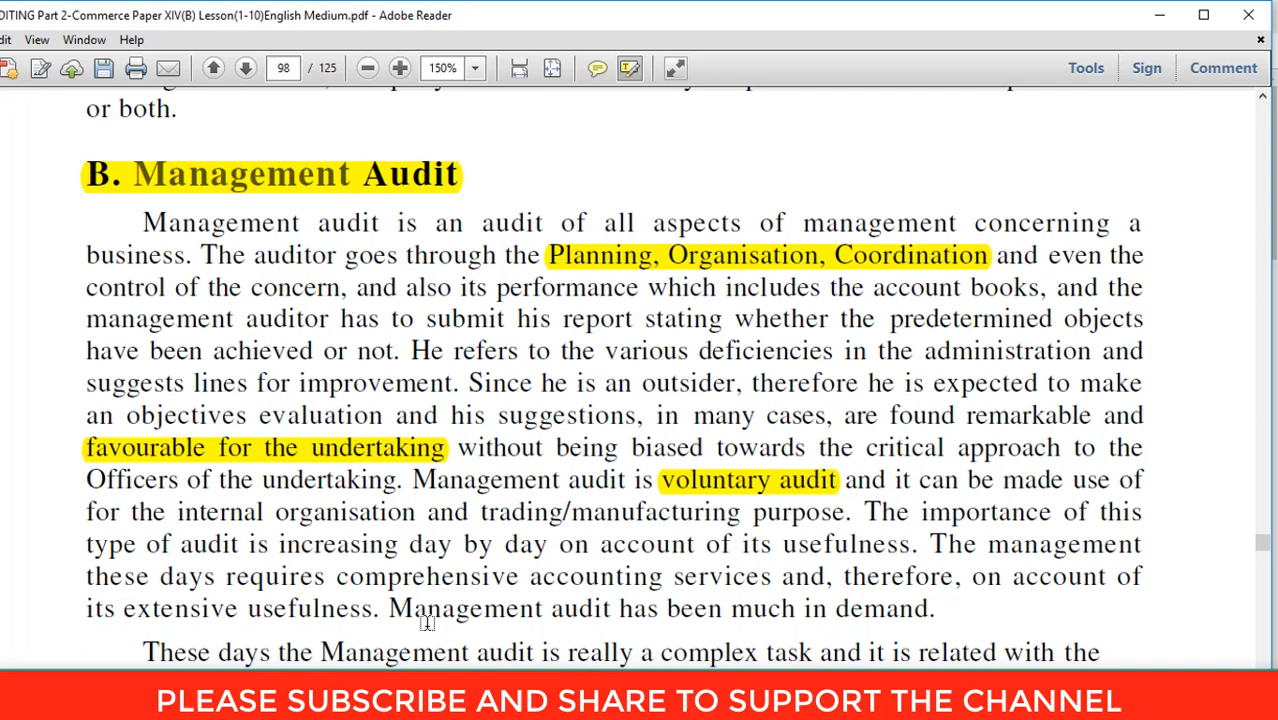 DITING Part 2-Commerce Paper XIV(B) Lesson(1-10)English Medium.pdf - Adobe Reader
dit View Window Help
98 / 125 150% Tools Sign Comment
or both.
B. Management Audit
Management audit is an audit of all aspects of management concerning a
business. The auditor goes through the Planning, Organisation, Coordination and even the
control of the concern, and also its performance which includes the account books, and the
management auditor has to submit his report stating whether the predetermined objects
have been achieved or not. He refers to the various deficiencies in the administration and
suggests lines for improvement. Since he is an outsider, therefore he is expected to make
an objectives evaluation and his suggestions, in many cases, are found remarkable and
favourable for the undertaking without being biased towards the critical approach to the
Officers of the undertaking. Management audit is voluntary audit and it can be made use of
for the internal organisation and trading/manufacturing purpose. The importance of this
type of audit is increasing day by day on account of its usefulness. The management
these days requires comprehensive accounting services and, therefore, on account of
its extensive usefulness. Management audit has been much in demand.
These days the Management audit is really a complex task and it is related with the
PLEASE SUBSCRIBE AND SHARE TO SUPPORT THE CHANNEL